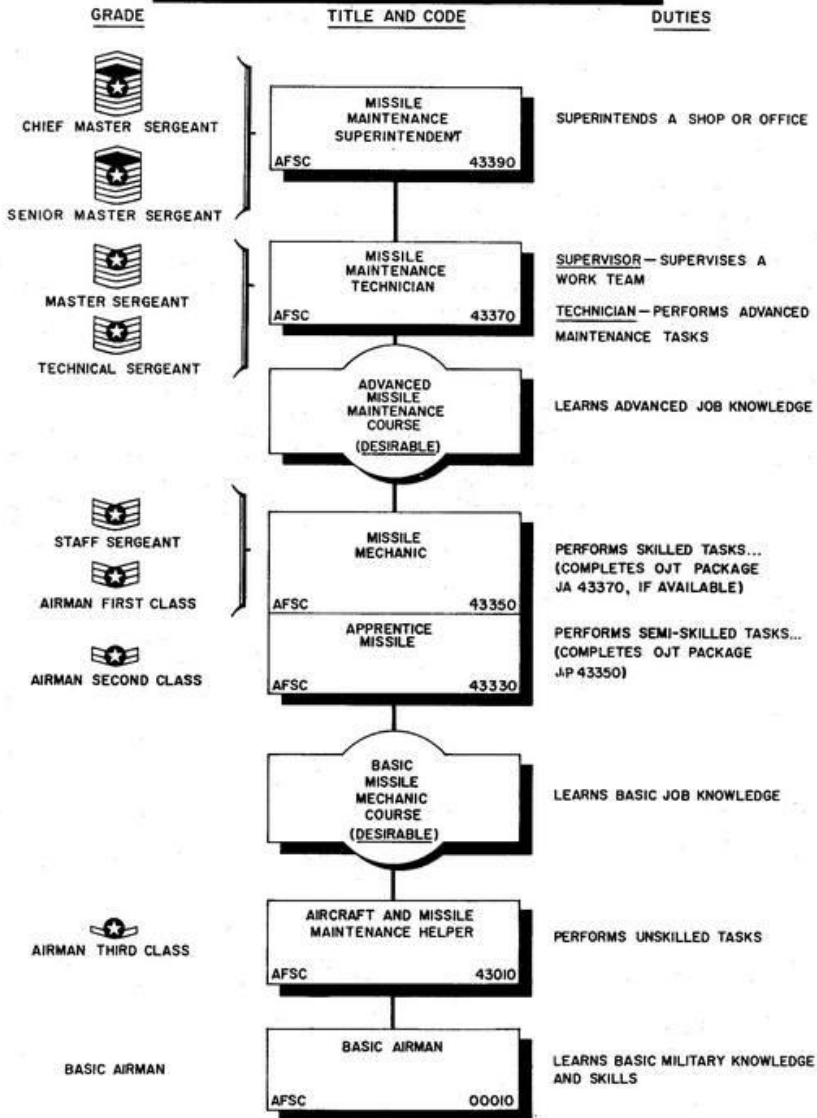 GRADE TITLE AND CODE DUTIES
CHIEF MASTER SERGEANT
SENIOR MASTER SERGEANT
MISSILE
MAINTENANCE
SUPERINTENDENT
AFSC 43390
SUPERINTENDS A SHOP OR OFFICE
MASTER SERGEANT
TECHNICAL SERGEANT
MISSILE
MAINTENANCE
TECHNICIAN
AFSC 43370
SUPERVISOR — SUPERVISES A
WORK TEAM
TECHNICIAN — PERFORMS ADVANCED
MAINTENANCE TASKS
ADVANCED
MISSILE
MAINTENANCE
COURSE
(DESIRABLE)
LEARNS ADVANCED JOB KNOWLEDGE
STAFF SERGEANT
AIRMAN FIRST CLASS
MISSILE
MECHANIC
AFSC 43350
PERFORMS SKILLED TASKS...
(COMPLETES OJT PACKAGE
JA 43370, IF AVAILABLE)
AIRMAN SECOND CLASS
APPRENTICE
MISSILE
AFSC 43330
PERFORMS SEMI-SKILLED TASKS...
(COMPLETES OJT PACKAGE
J.P 43350)
BASIC
MISSILE
MECHANIC
COURSE
(DESIRABLE)
LEARNS BASIC JOB KNOWLEDGE
AIRMAN THIRD CLASS
AIRCRAFT AND MISSILE
MAINTENANCE HELPER
AFSC 43010
PERFORMS UNSKILLED TASKS
BASIC AIRMAN
BASIC AIRMAN
AFSC 00010
LEARNS BASIC MILITARY KNOWLEDGE
AND SKILLS